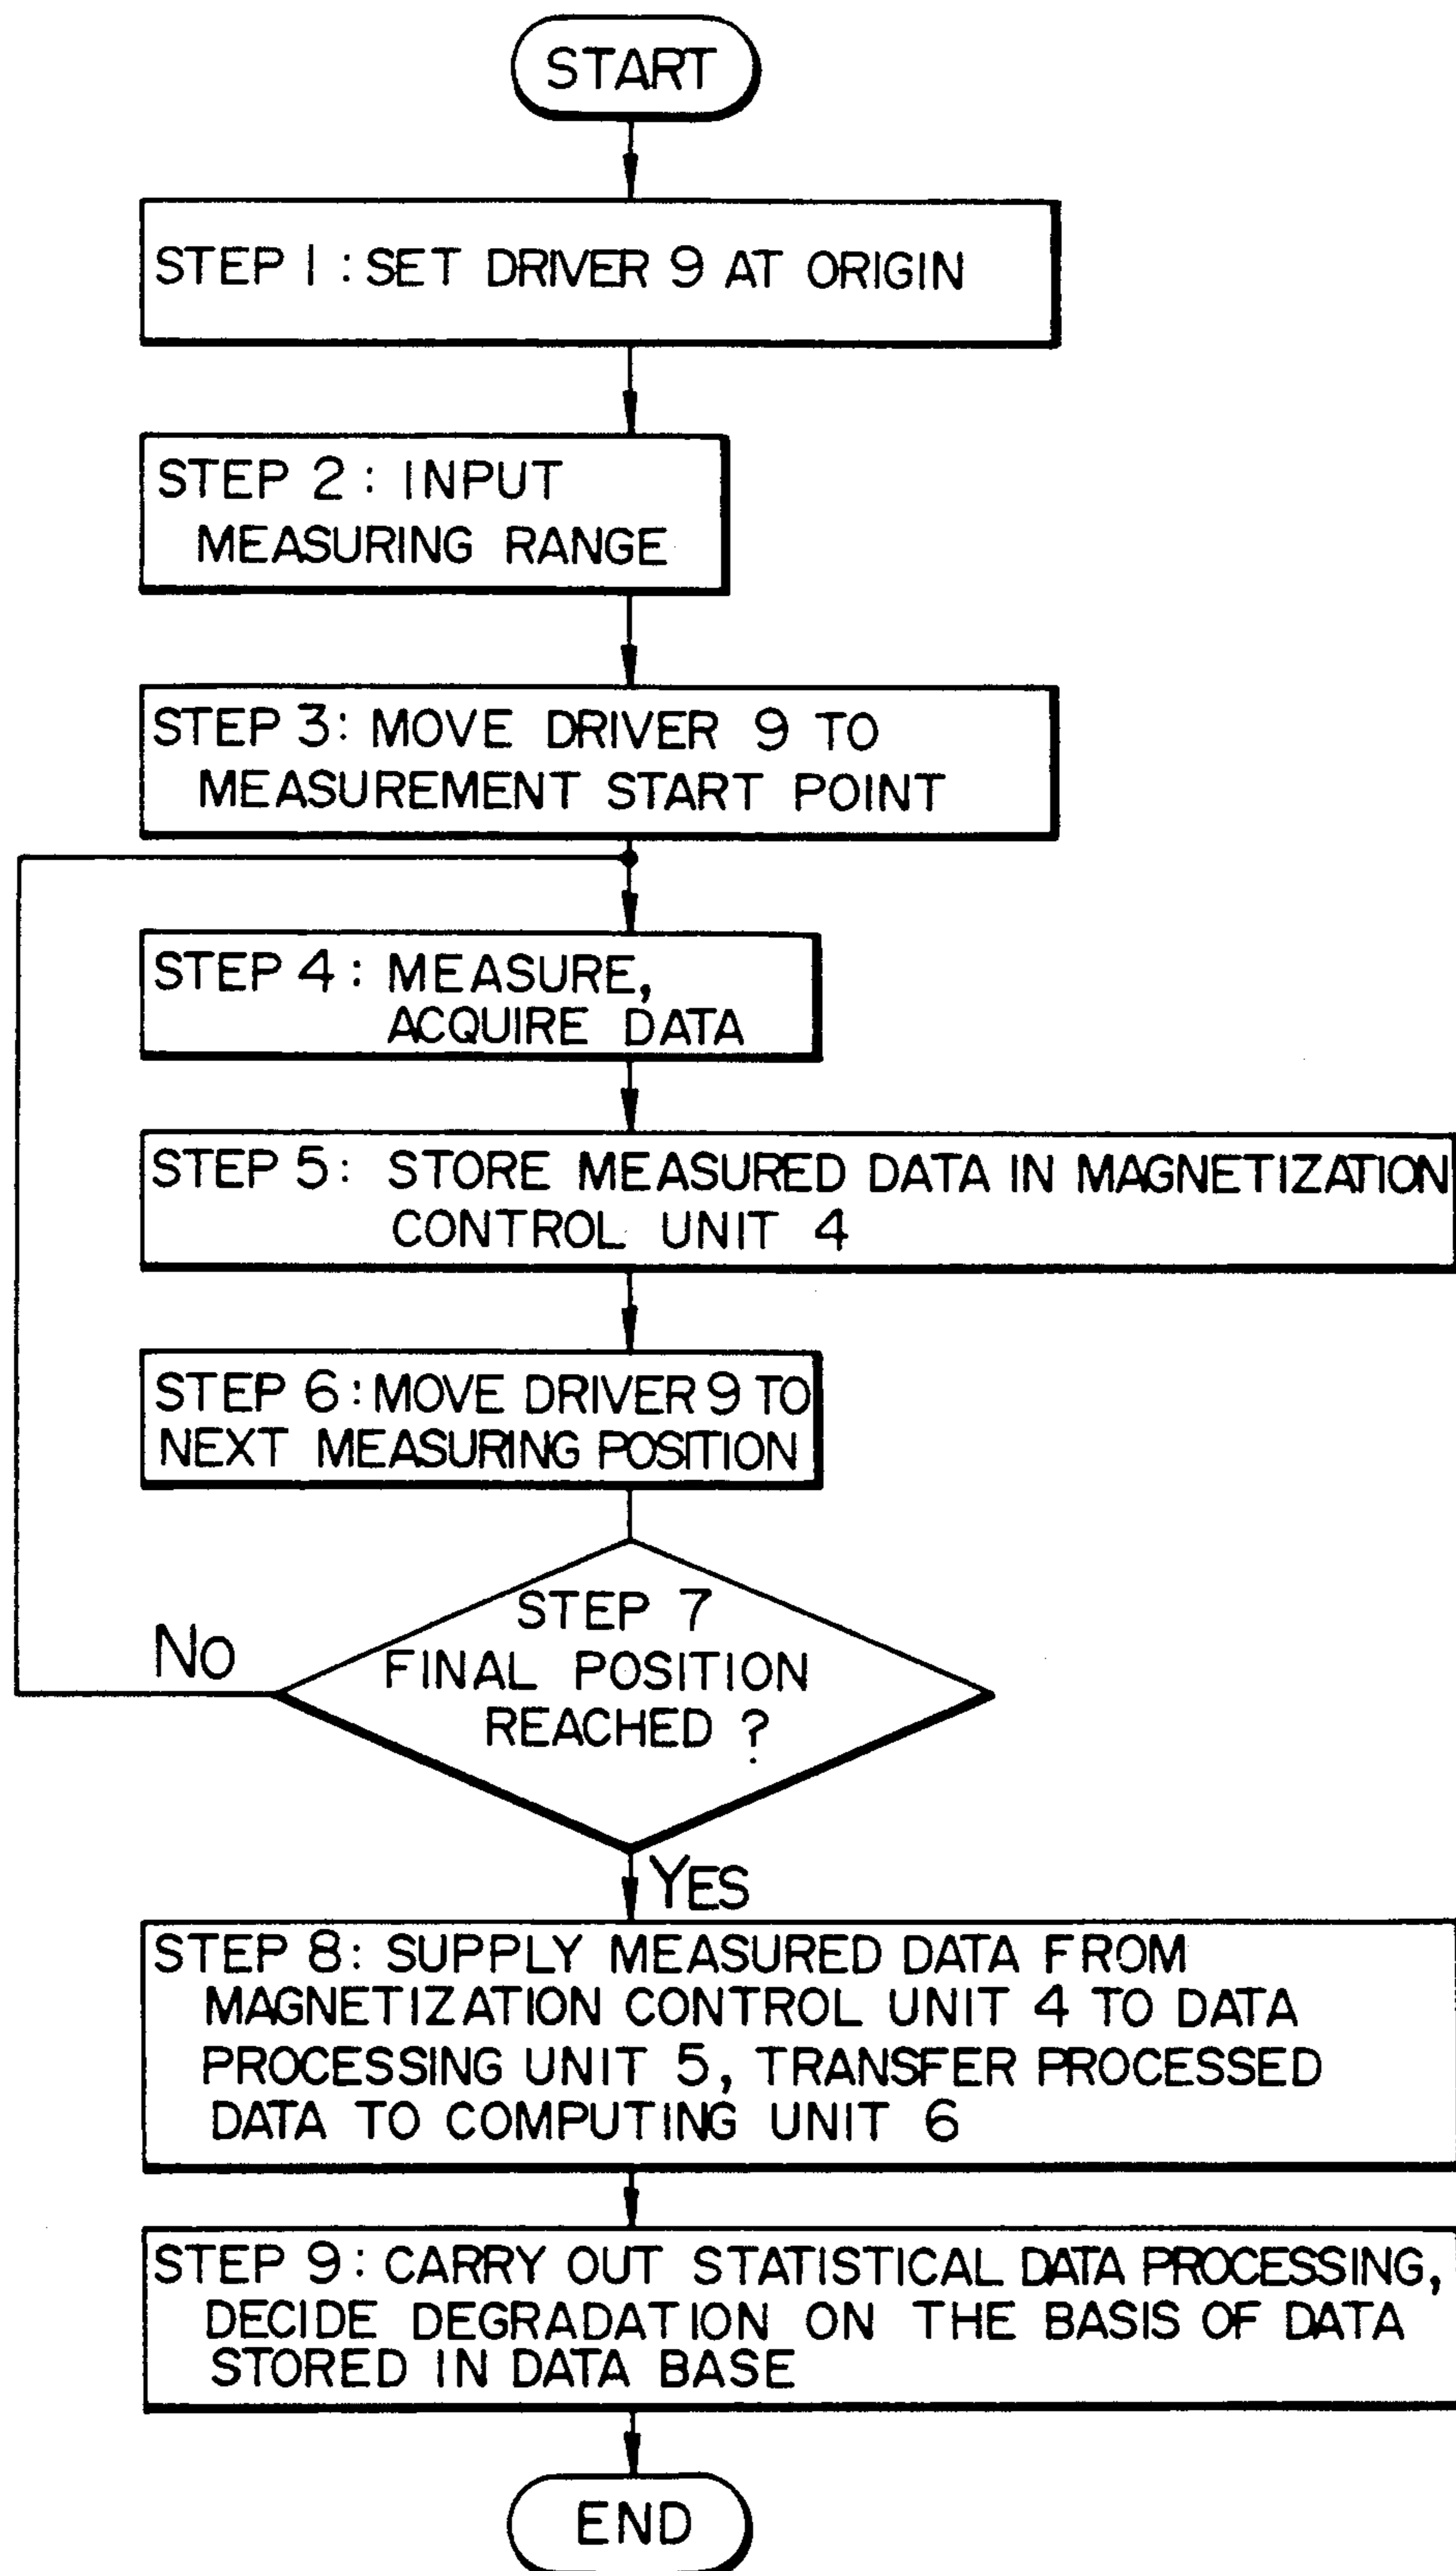 START
STEP 1 : SET DRIVER 9 AT ORIGIN
STEP 2 : INPUT
MEASURING RANGE
STEP 3 : MOVE DRIVER 9 TO
MEASUREMENT START POINT
STEP 4 : MEASURE,
ACQUIRE DATA
STEP 5 : STORE MEASURED DATA IN MAGNETIZATION
CONTROL UNIT 4
STEP 6 : MOVE DRIVER 9 TO
NEXT MEASURING POSITION
STEP 7
FINAL POSITION
REACHED ?
NO
YES
STEP 8 : SUPPLY MEASURED DATA FROM
MAGNETIZATION CONTROL UNIT 4 TO DATA
PROCESSING UNIT 5, TRANSFER PROCESSED
DATA TO COMPUTING UNIT 6
STEP 9 : CARRY OUT STATISTICAL DATA PROCESSING,
DECIDE DEGRADATION ON THE BASIS OF DATA
STORED IN DATA BASE
END